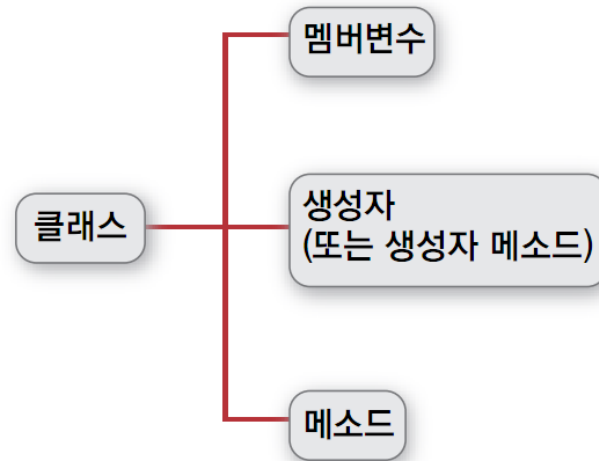 멤버변수
클래스
생성자
(또는 생성자 메소드)
메소드